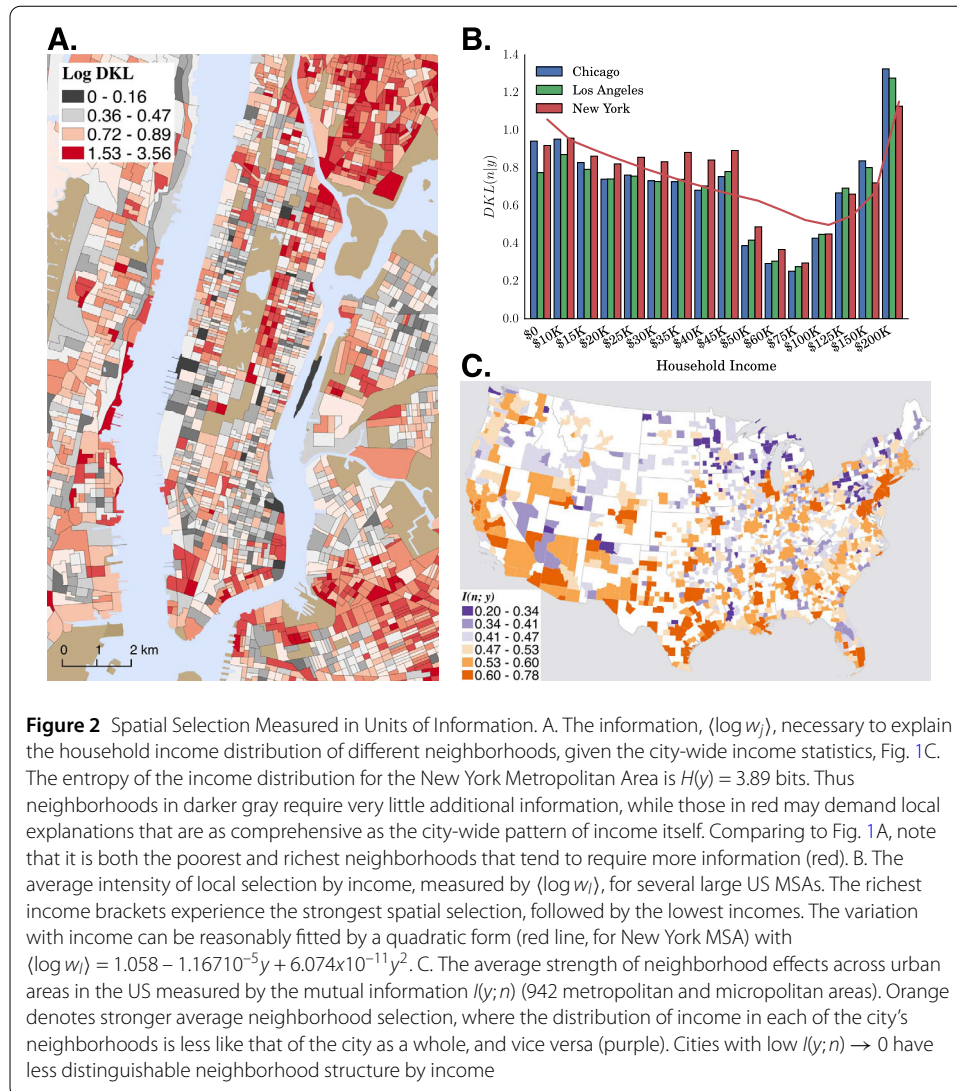 A.
Log DKL
0 - 0.16
0.36 - 0.47
0.72 - 0.89
1.53 - 3.56
0 1 2 km
B.
1.4
1.2
1.0
0.8
0.6
0.4
0.2
0.0
DKL(n|y)
Chicago
Los Angeles
New York
$0
$10K
$15K
$20K
$25K
$30K
$35K
$40K
$45K
$50K
$60K
$75K
$100K
$125K
$150K
$200K
Household Income
C.
I(n; y)
0.20 - 0.34
0.34 - 0.41
0.41 - 0.47
0.47 - 0.53
0.53 - 0.60
0.60 - 0.78
Figure 2 Spatial Selection Measured in Units of Information. A. The information, ⟨log wj⟩, necessary to explain
the household income distribution of different neighborhoods, given the city-wide income statistics, Fig. 1C.
The entropy of the income distribution for the New York Metropolitan Area is H(y) = 3.89 bits. Thus
neighborhoods in darker gray require very little additional information, while those in red may demand local
explanations that are as comprehensive as the city-wide pattern of income itself. Comparing to Fig. 1A, note
that it is both the poorest and richest neighborhoods that tend to require more information (red). B. The
average intensity of local selection by income, measured by ⟨log wl⟩, for several large US MSAs. The richest
income brackets experience the strongest spatial selection, followed by the lowest incomes. The variation
with income can be reasonably fitted by a quadratic form (red line, for New York MSA) with
⟨log wl⟩ = 1.058 – 1.16710⁻⁵y + 6.074x10⁻¹¹y². C. The average strength of neighborhood effects across urban
areas in the US measured by the mutual information I(y; n) (942 metropolitan and micropolitan areas). Orange
denotes stronger average neighborhood selection, where the distribution of income in each of the city's
neighborhoods is less like that of the city as a whole, and vice versa (purple). Cities with low I(y; n) → 0 have
less distinguishable neighborhood structure by income